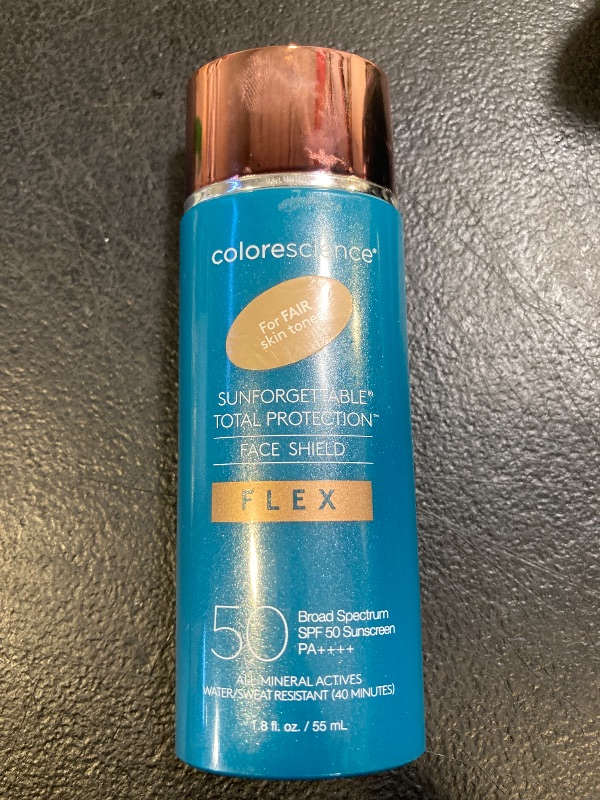 colorescience®
For FAIR
skin tones
SUNFORGETTABLE®
TOTAL PROTECTION™
FACE SHIELD
FLEX
50
Broad Spectrum
SPF 50 Sunscreen
PA++++
ALL MINERAL ACTIVES
WATER/SWEAT RESISTANT (40 MINUTES)
1.8 fl. oz. / 55 mL